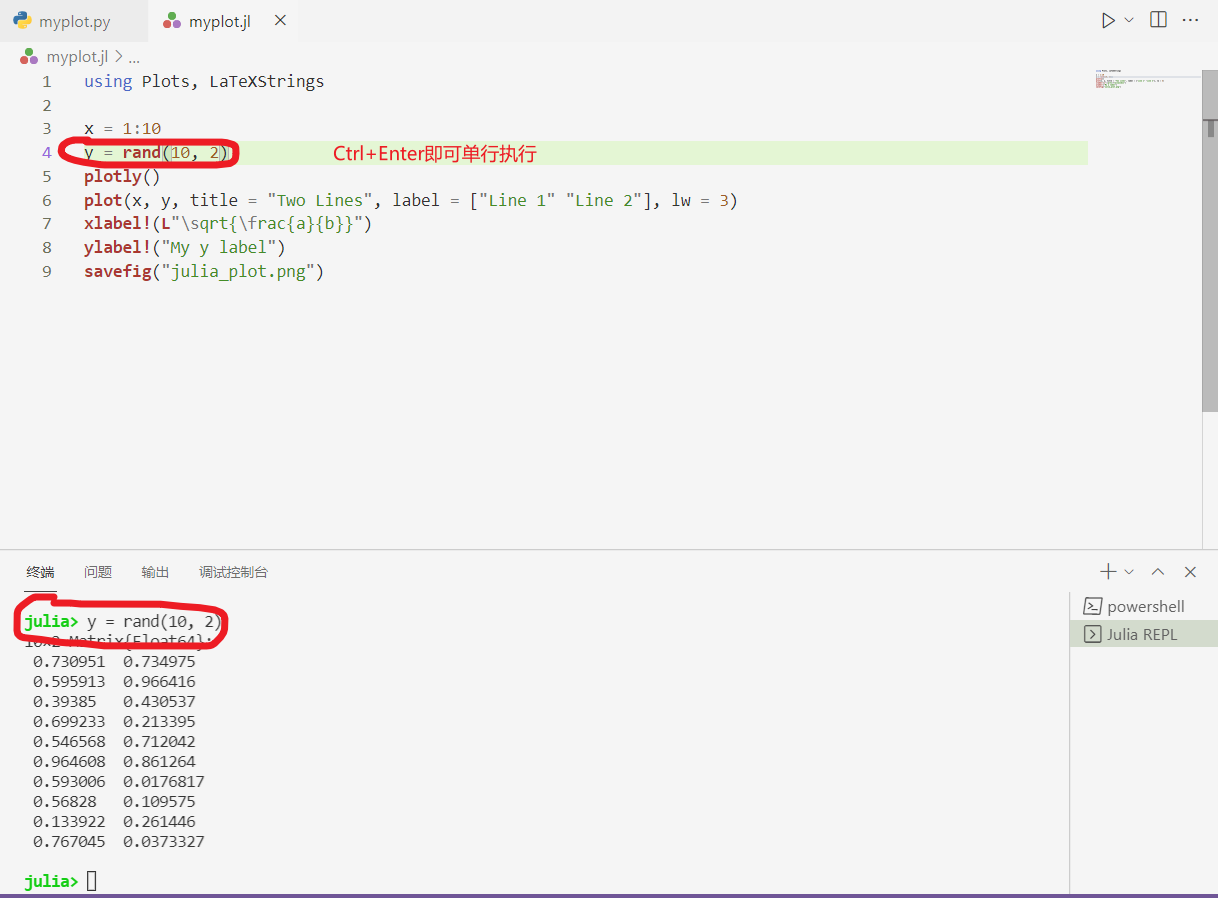 myplot.py
myplot.jl
myplot.jl > ...
1 using Plots, LaTeXStrings
2
3 x = 1:10
4 y = rand(10, 2) Ctrl+Enter即可单行执行
5 plotly()
6 plot(x, y, title = "Two Lines", label = ["Line 1" "Line 2"], lw = 3)
7 xlabel!(L"\sqrt{\frac{a}{b}}")
8 ylabel!("My y label")
9 savefig("julia_plot.png")
终端 问题 输出 调试控制台
julia> y = rand(10, 2)
10×2 Matrix{Float64}:
0.730951 0.734975
0.595913 0.966416
0.39385 0.430537
0.699233 0.213395
0.546568 0.712042
0.964608 0.861264
0.593006 0.0176817
0.56828 0.109575
0.133922 0.261446
0.767045 0.0373327
julia>
powershell
Julia REPL